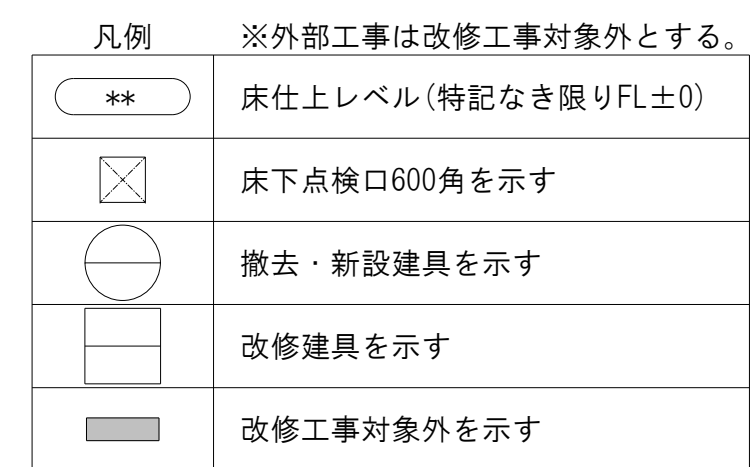 凡例 ※外部工事は改修工事対象外とする。
** 床仕上レベル(特記なき限りFL±0)
床下点検口600角を示す
撤去・新設建具を示す
改修建具を示す
改修工事対象外を示す